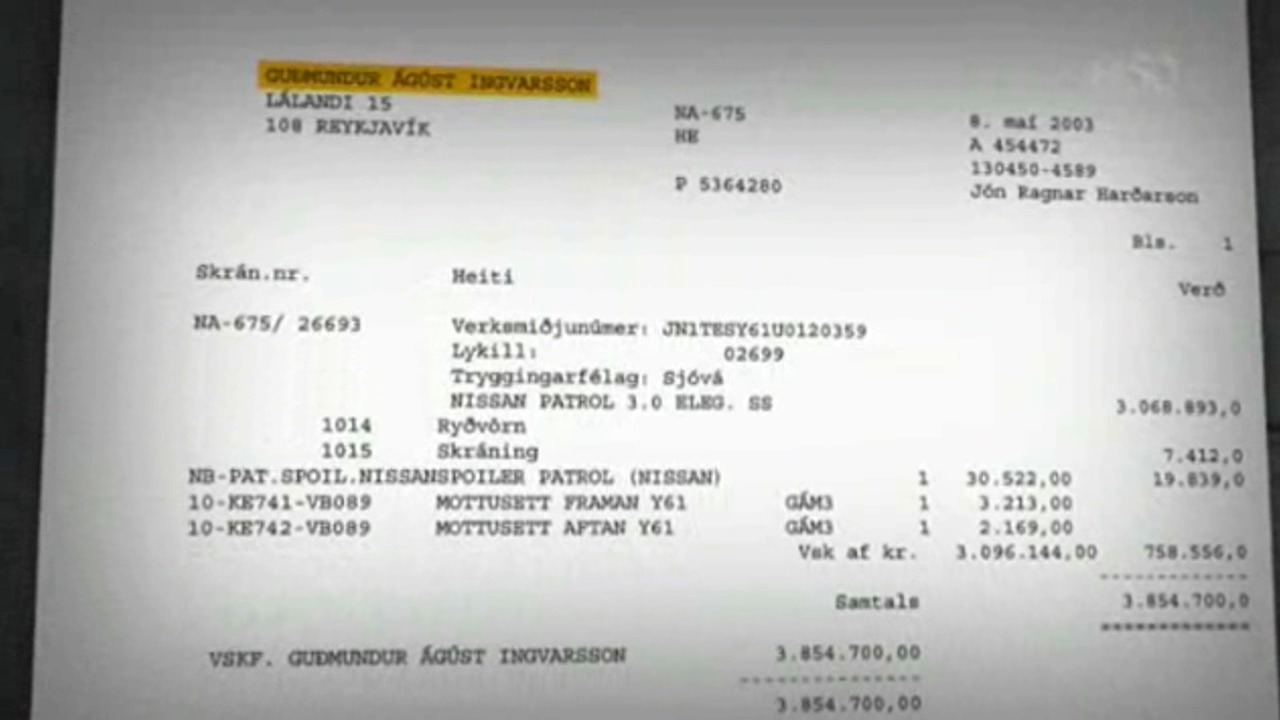 GUÐMUNDUR ÁGÚST INGVARSSON
LÁLANDI 15
108 REYKJAVÍK
NA-675
HE
P 5364280
8. maí 2003
A 454472
130450-4589
Jón Ragnar Harðarson
Bls. 1
Skrán.nr. Heiti Verð
NA-675/ 26693 Verksmiðjunúmer: JN1TESY61U0120359
Lykill: 02699
Tryggingarfélag: Sjóvá
NISSAN PATROL 3.0 ELEG. SS 3.068.893,0
1014 Ryðvörn
1015 Skráning 7.412,0
NB-PAT.SPOIL.NISSANSPOILER PATROL (NISSAN) 1 30.522,00 19.839,0
10-KE741-VB089 MOTTUSETT FRAMAN Y61 GÁM3 1 3.213,00
10-KE742-VB089 MOTTUSETT AFTAN Y61 GÁM3 1 2.169,00
Vsk af kr. 3.096.144,00 758.556,0
Samtals 3.854.700,0
VSKF. GUÐMUNDUR ÁGÚST INGVARSSON 3.854.700,00
3.854.700,00